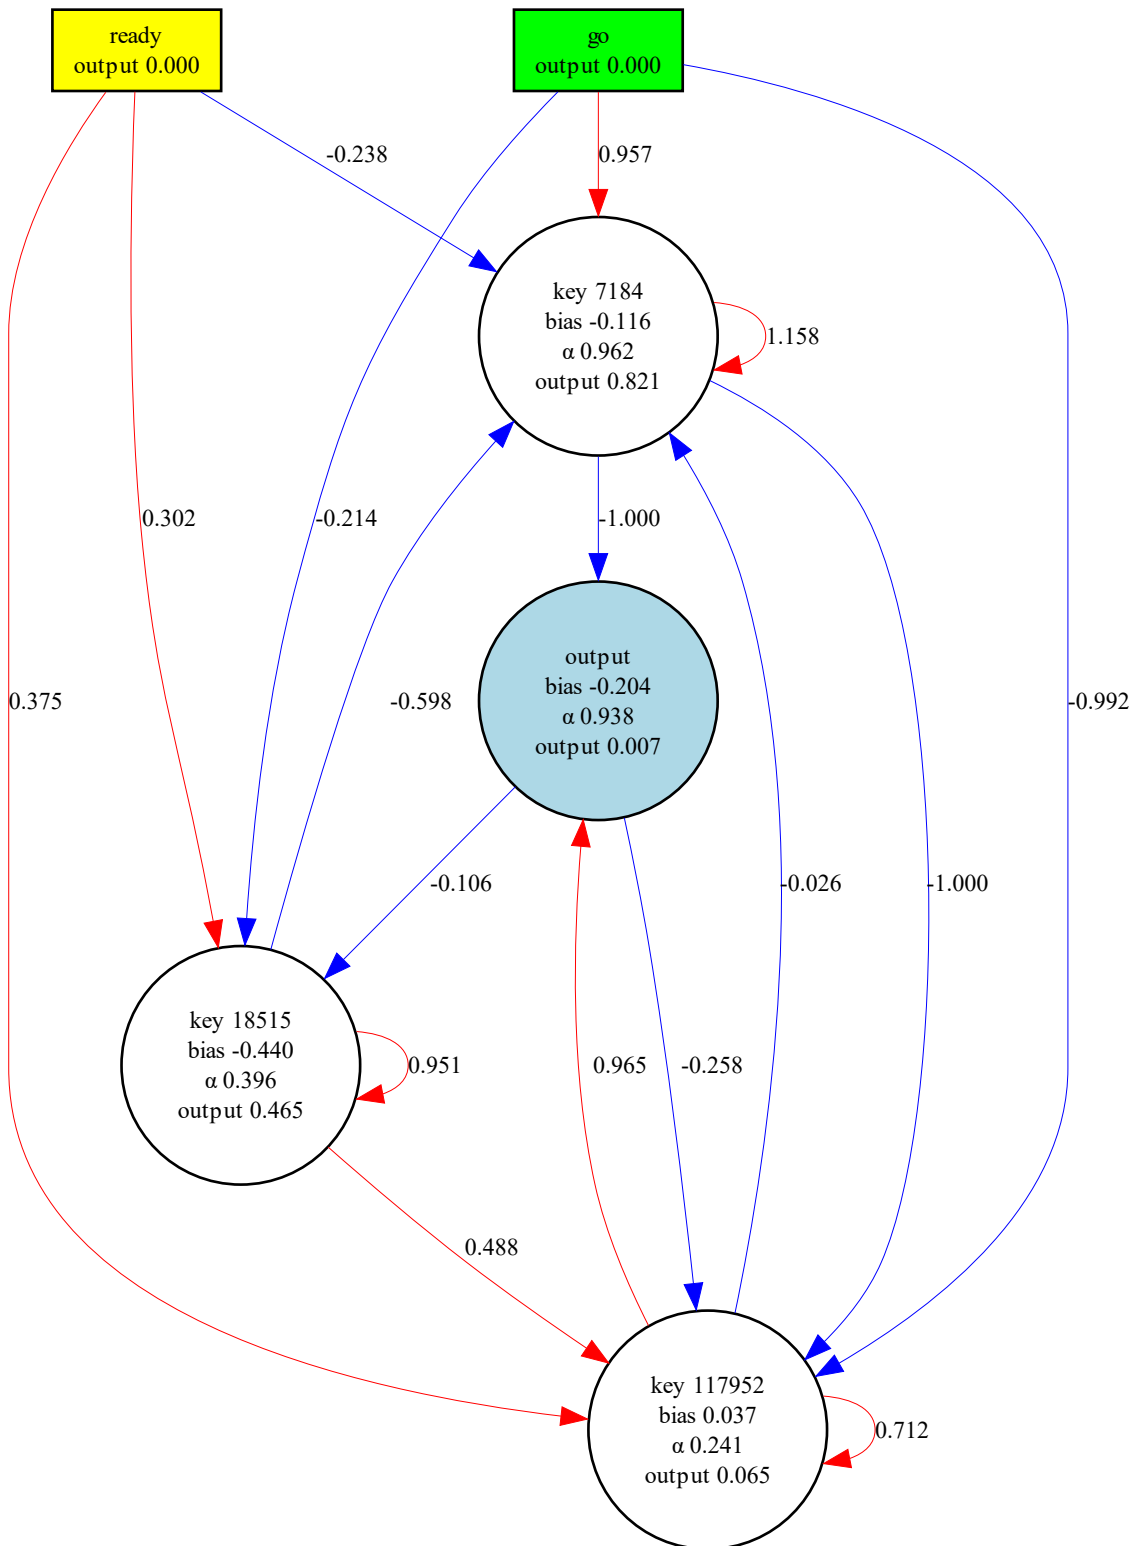 ready
output 0.000
go
output 0.000
-0.238
0.957
key 7184
bias -0.116
α 0.962
output 0.821
1.158
0.302
-0.214
-1.000
0.375
-0.598
output
bias -0.204
α 0.938
output 0.007
-0.992
-0.106
-0.026
-1.000
key 18515
bias -0.440
α 0.396
output 0.465
0.951
0.965
-0.258
0.488
key 117952
bias 0.037
α 0.241
output 0.065
0.712